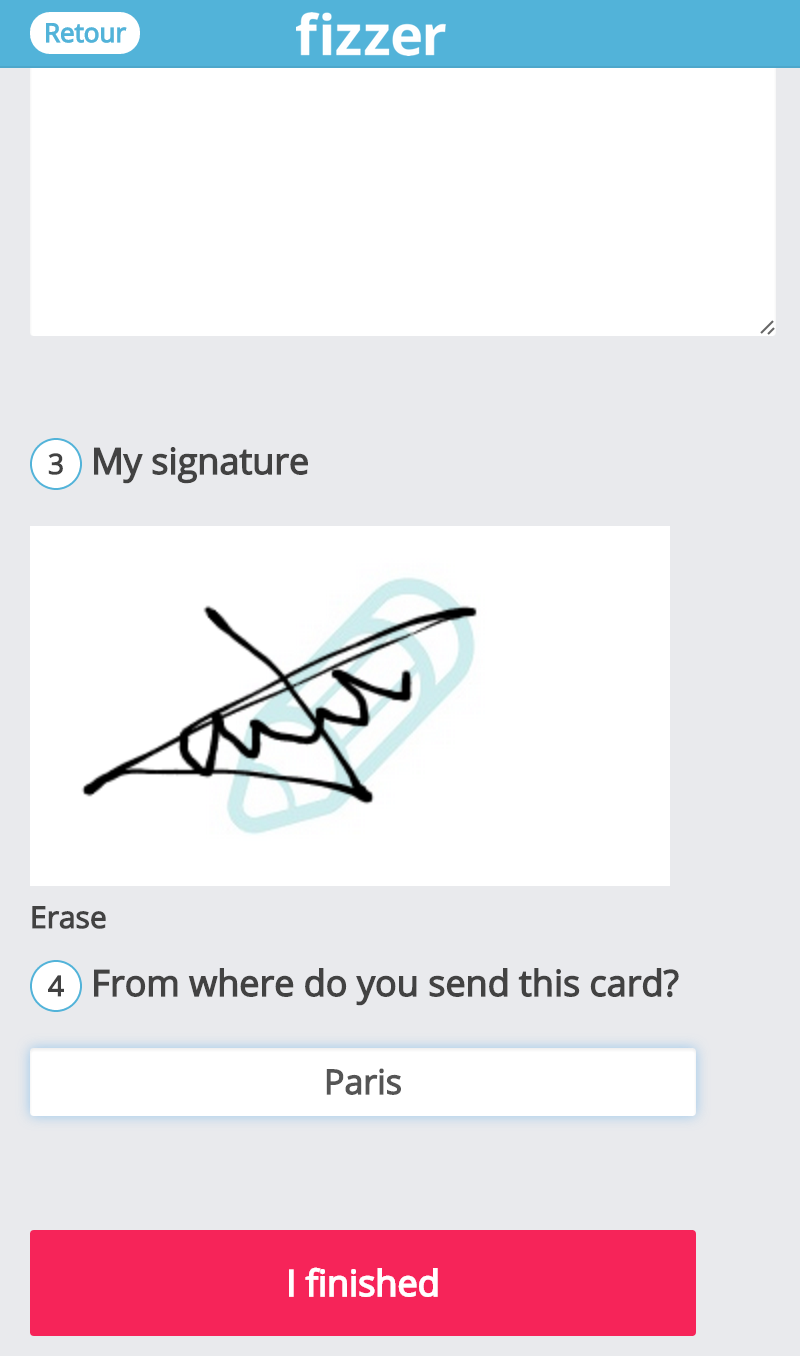 Retour
fizzer
3 My signature
Erase
4 From where do you send this card?
Paris
I finished